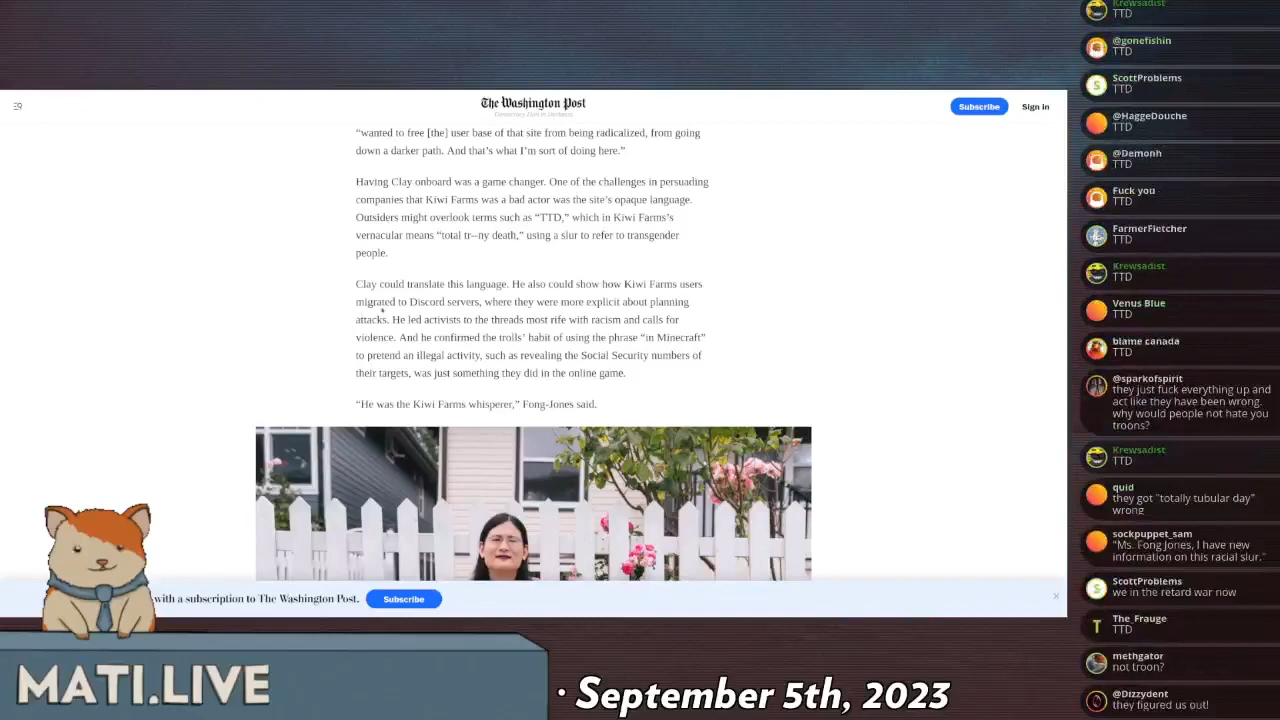 The Washington Post
Democracy Dies in Darkness
Subscribe
Sign in
“wanted to free [the] user base of that site from being radicalized, from going
down a darker path. And that’s what I’m sort of doing here.”
Having Clay onboard was a game changer. One of the challenges in persuading
companies that Kiwi Farms was a bad actor was the site’s opaque language.
Outsiders might overlook terms such as “TTD,” which in Kiwi Farms’s
vernacular means “total tr--ny death,” using a slur to refer to transgender
people.
Clay could translate this language. He also could show how Kiwi Farms users
migrated to Discord servers, where they were more explicit about planning
attacks. He led activists to the threads most rife with racism and calls for
violence. And he confirmed the trolls’ habit of using the phrase “in Minecraft”
to pretend an illegal activity, such as revealing the Social Security numbers of
their targets, was just something they did in the online game.
“He was the Kiwi Farms whisperer,” Fong-Jones said.
with a subscription to The Washington Post.
Subscribe
MATI.LIVE
· September 5th, 2023
Krewsadist
TTD
@gonefishin
TTD
ScottProblems
TTD
@HaggeDouche
TTD
@Demonh
TTD
Fuck you
TTD
FarmerFletcher
TTD
Krewsadist
TTD
Venus Blue
TTD
blame canada
TTD
@sparkofspirit
they just fuck everything up and
act like they have been wrong.
why would people not hate you
troons?
Krewsadist
TTD
quid
they got "totally tubular day"
wrong
sockpuppet_sam
"Ms. Fong Jones, I have new
information on this racial slur."
ScottProblems
we in the retard war now
The_Frauge
TTD
methgator
not troon?
@Dizzydent
they figured us out!